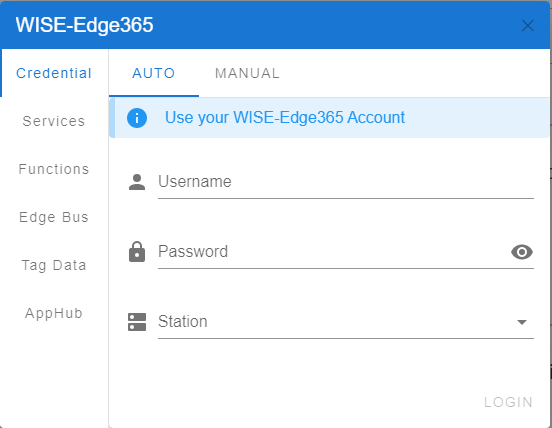 WISE-Edge365
Credential
Services
Functions
Edge Bus
Tag Data
AppHub
AUTO MANUAL
Use your WISE-Edge365 Account
Username
Password
Station
LOGIN